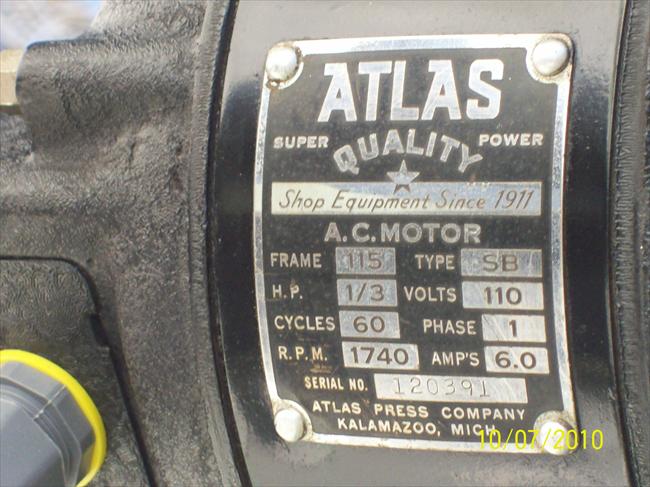 ATLAS
SUPER QUALITY POWER
Shop Equipment Since 1911
A.C. MOTOR
FRAME 115 TYPE SB
H.P. 1/3 VOLTS 110
CYCLES 60 PHASE 1
R.P.M. 1740 AMP'S 6.0
SERIAL NO. 120391
ATLAS PRESS COMPANY
KALAMAZOO, MICH.
10/07/2010